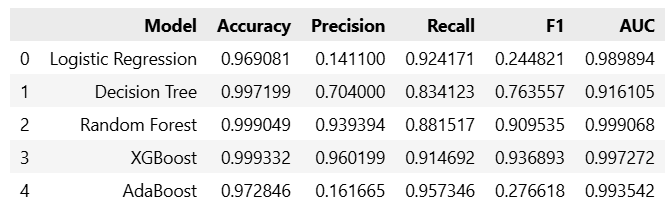 Model Accuracy Precision Recall F1 AUC
0 Logistic Regression 0.969081 0.141100 0.924171 0.244821 0.989894
1 Decision Tree 0.997199 0.704000 0.834123 0.763557 0.916105
2 Random Forest 0.999049 0.939394 0.881517 0.909535 0.999068
3 XGBoost 0.999332 0.960199 0.914692 0.936893 0.997272
4 AdaBoost 0.972846 0.161665 0.957346 0.276618 0.993542